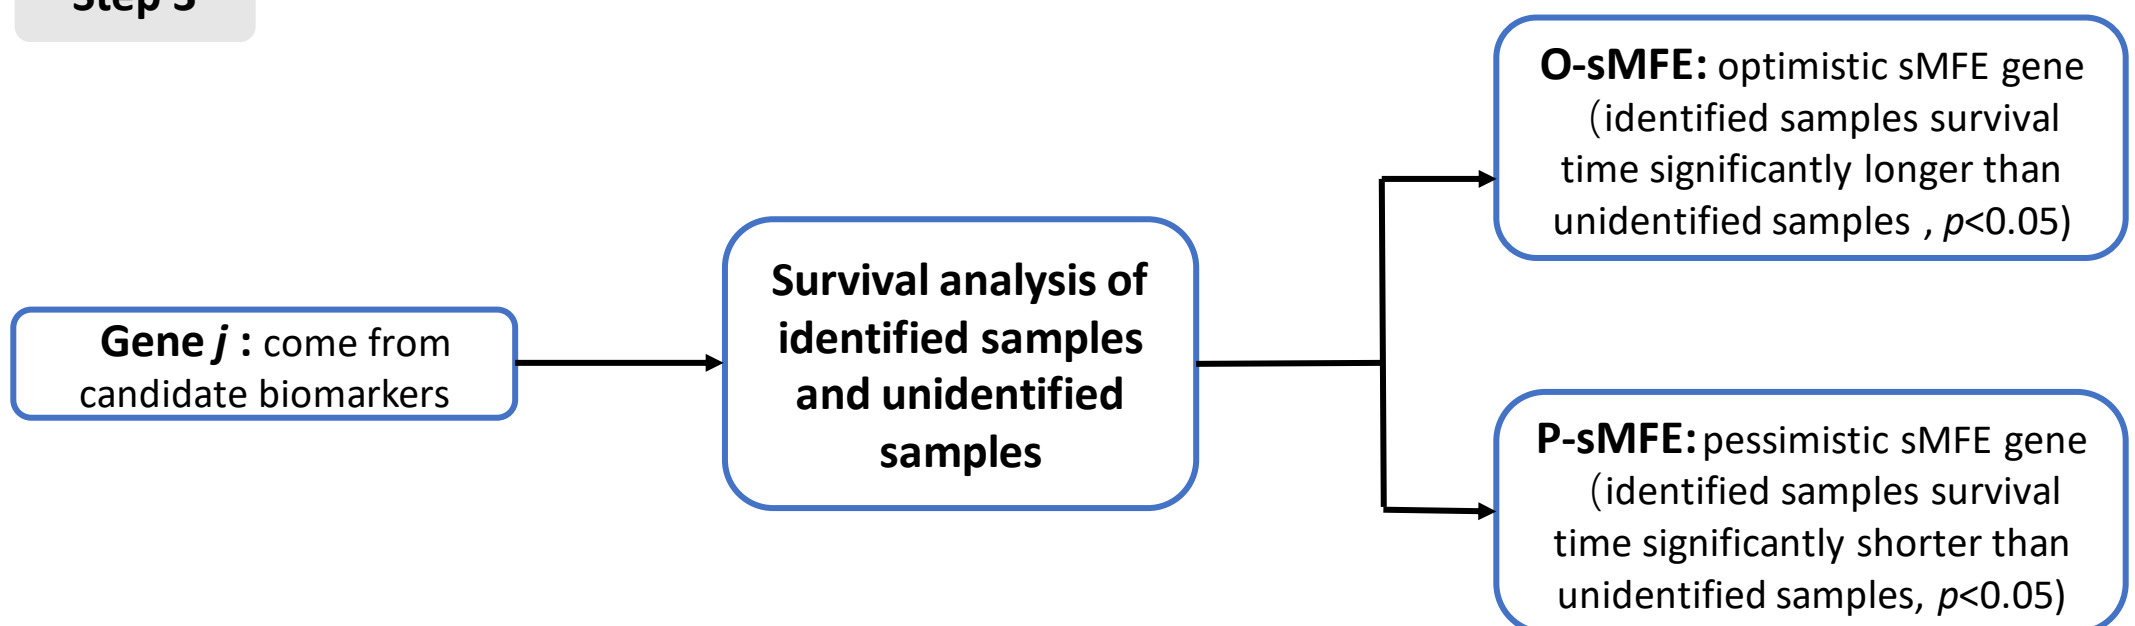 Step 3
Gene j : come from
candidate biomarkers
Survival analysis of
identified samples
and unidentified
samples
O-sMFE: optimistic sMFE gene
（identified samples survival
time significantly longer than
unidentified samples , p<0.05)
P-sMFE: pessimistic sMFE gene
（identified samples survival
time significantly shorter than
unidentified samples, p<0.05)